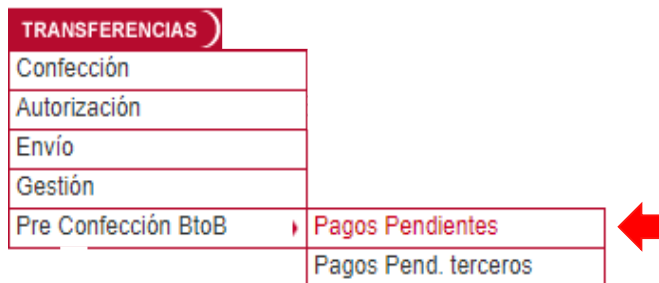 TRANSFERENCIAS
Confección
Autorización
Envío
Gestión
Pre Confección BtoB
Pagos Pendientes
Pagos Pend. terceros